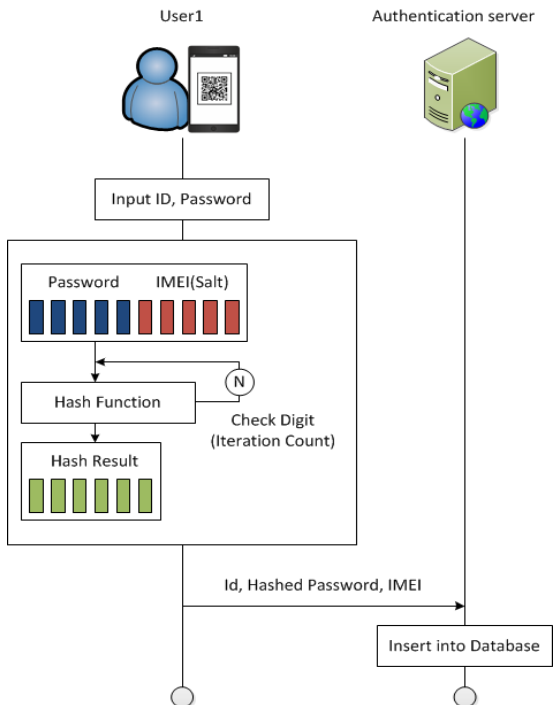 User1
Authentication server
Input ID, Password
Password
IMEI(Salt)
N
Hash Function
Check Digit
(Iteration Count)
Hash Result
Id, Hashed Password, IMEI
Insert into Database